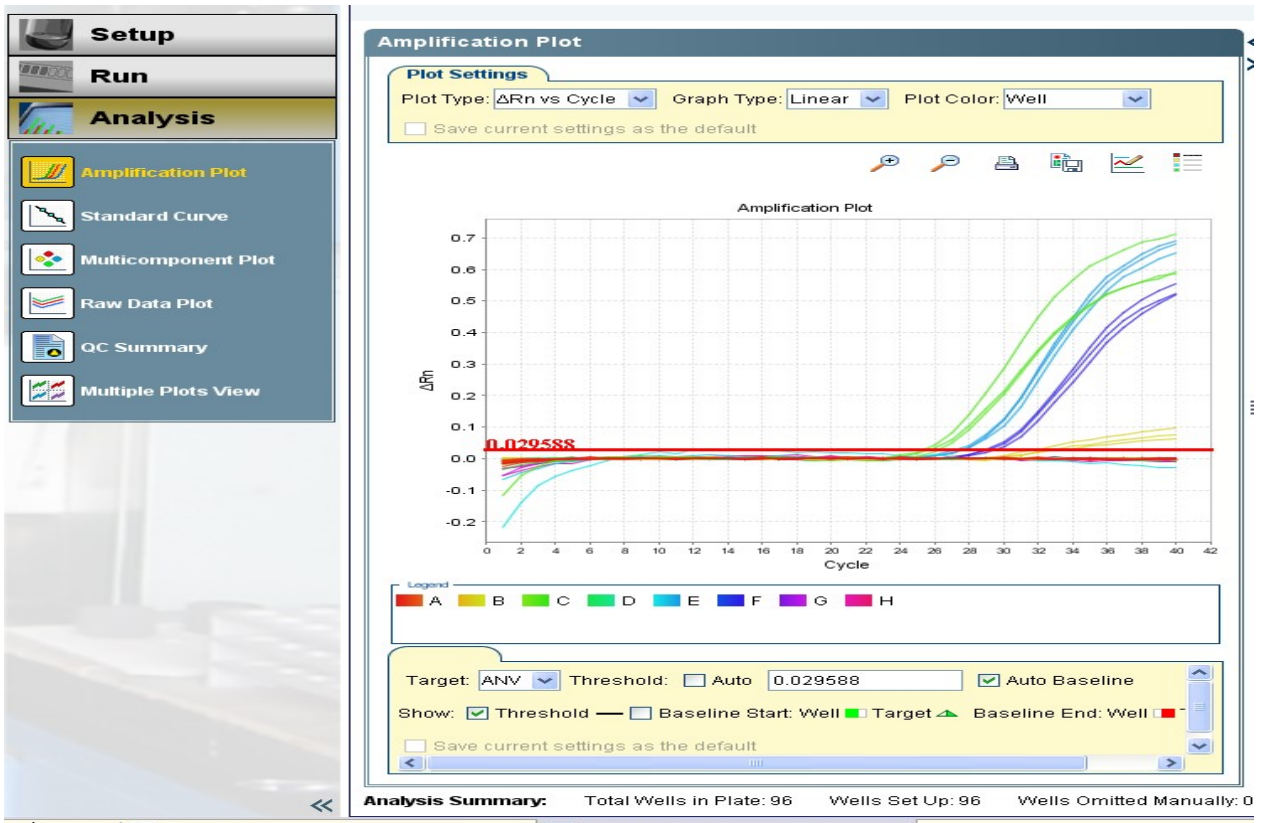 Setup
Run
Analysis
Amplification Plot
Standard Curve
Multicomponent Plot
Raw Data Plot
QC Summary
Multiple Plots View
Amplification Plot
Plot Settings
Plot Type: ΔRn vs Cycle Graph Type: Linear Plot Color: Well
Save current settings as the default
Amplification Plot
0.7
0.6
0.5
0.4
0.3
0.2
0.1
0.0
-0.1
-0.2
ΔRn
0.029588
0 2 4 6 8 10 12 14 16 18 20 22 24 26 28 30 32 34 36 38 40 42
Cycle
Legend
A B C D E F G H
Target: ANV Threshold: Auto 0.029588 Auto Baseline
Show: Threshold Baseline Start: Well Target Baseline End: Well
Save current settings as the default
Analysis Summary: Total Wells in Plate: 96 Wells Set Up: 96 Wells Omitted Manually: 0